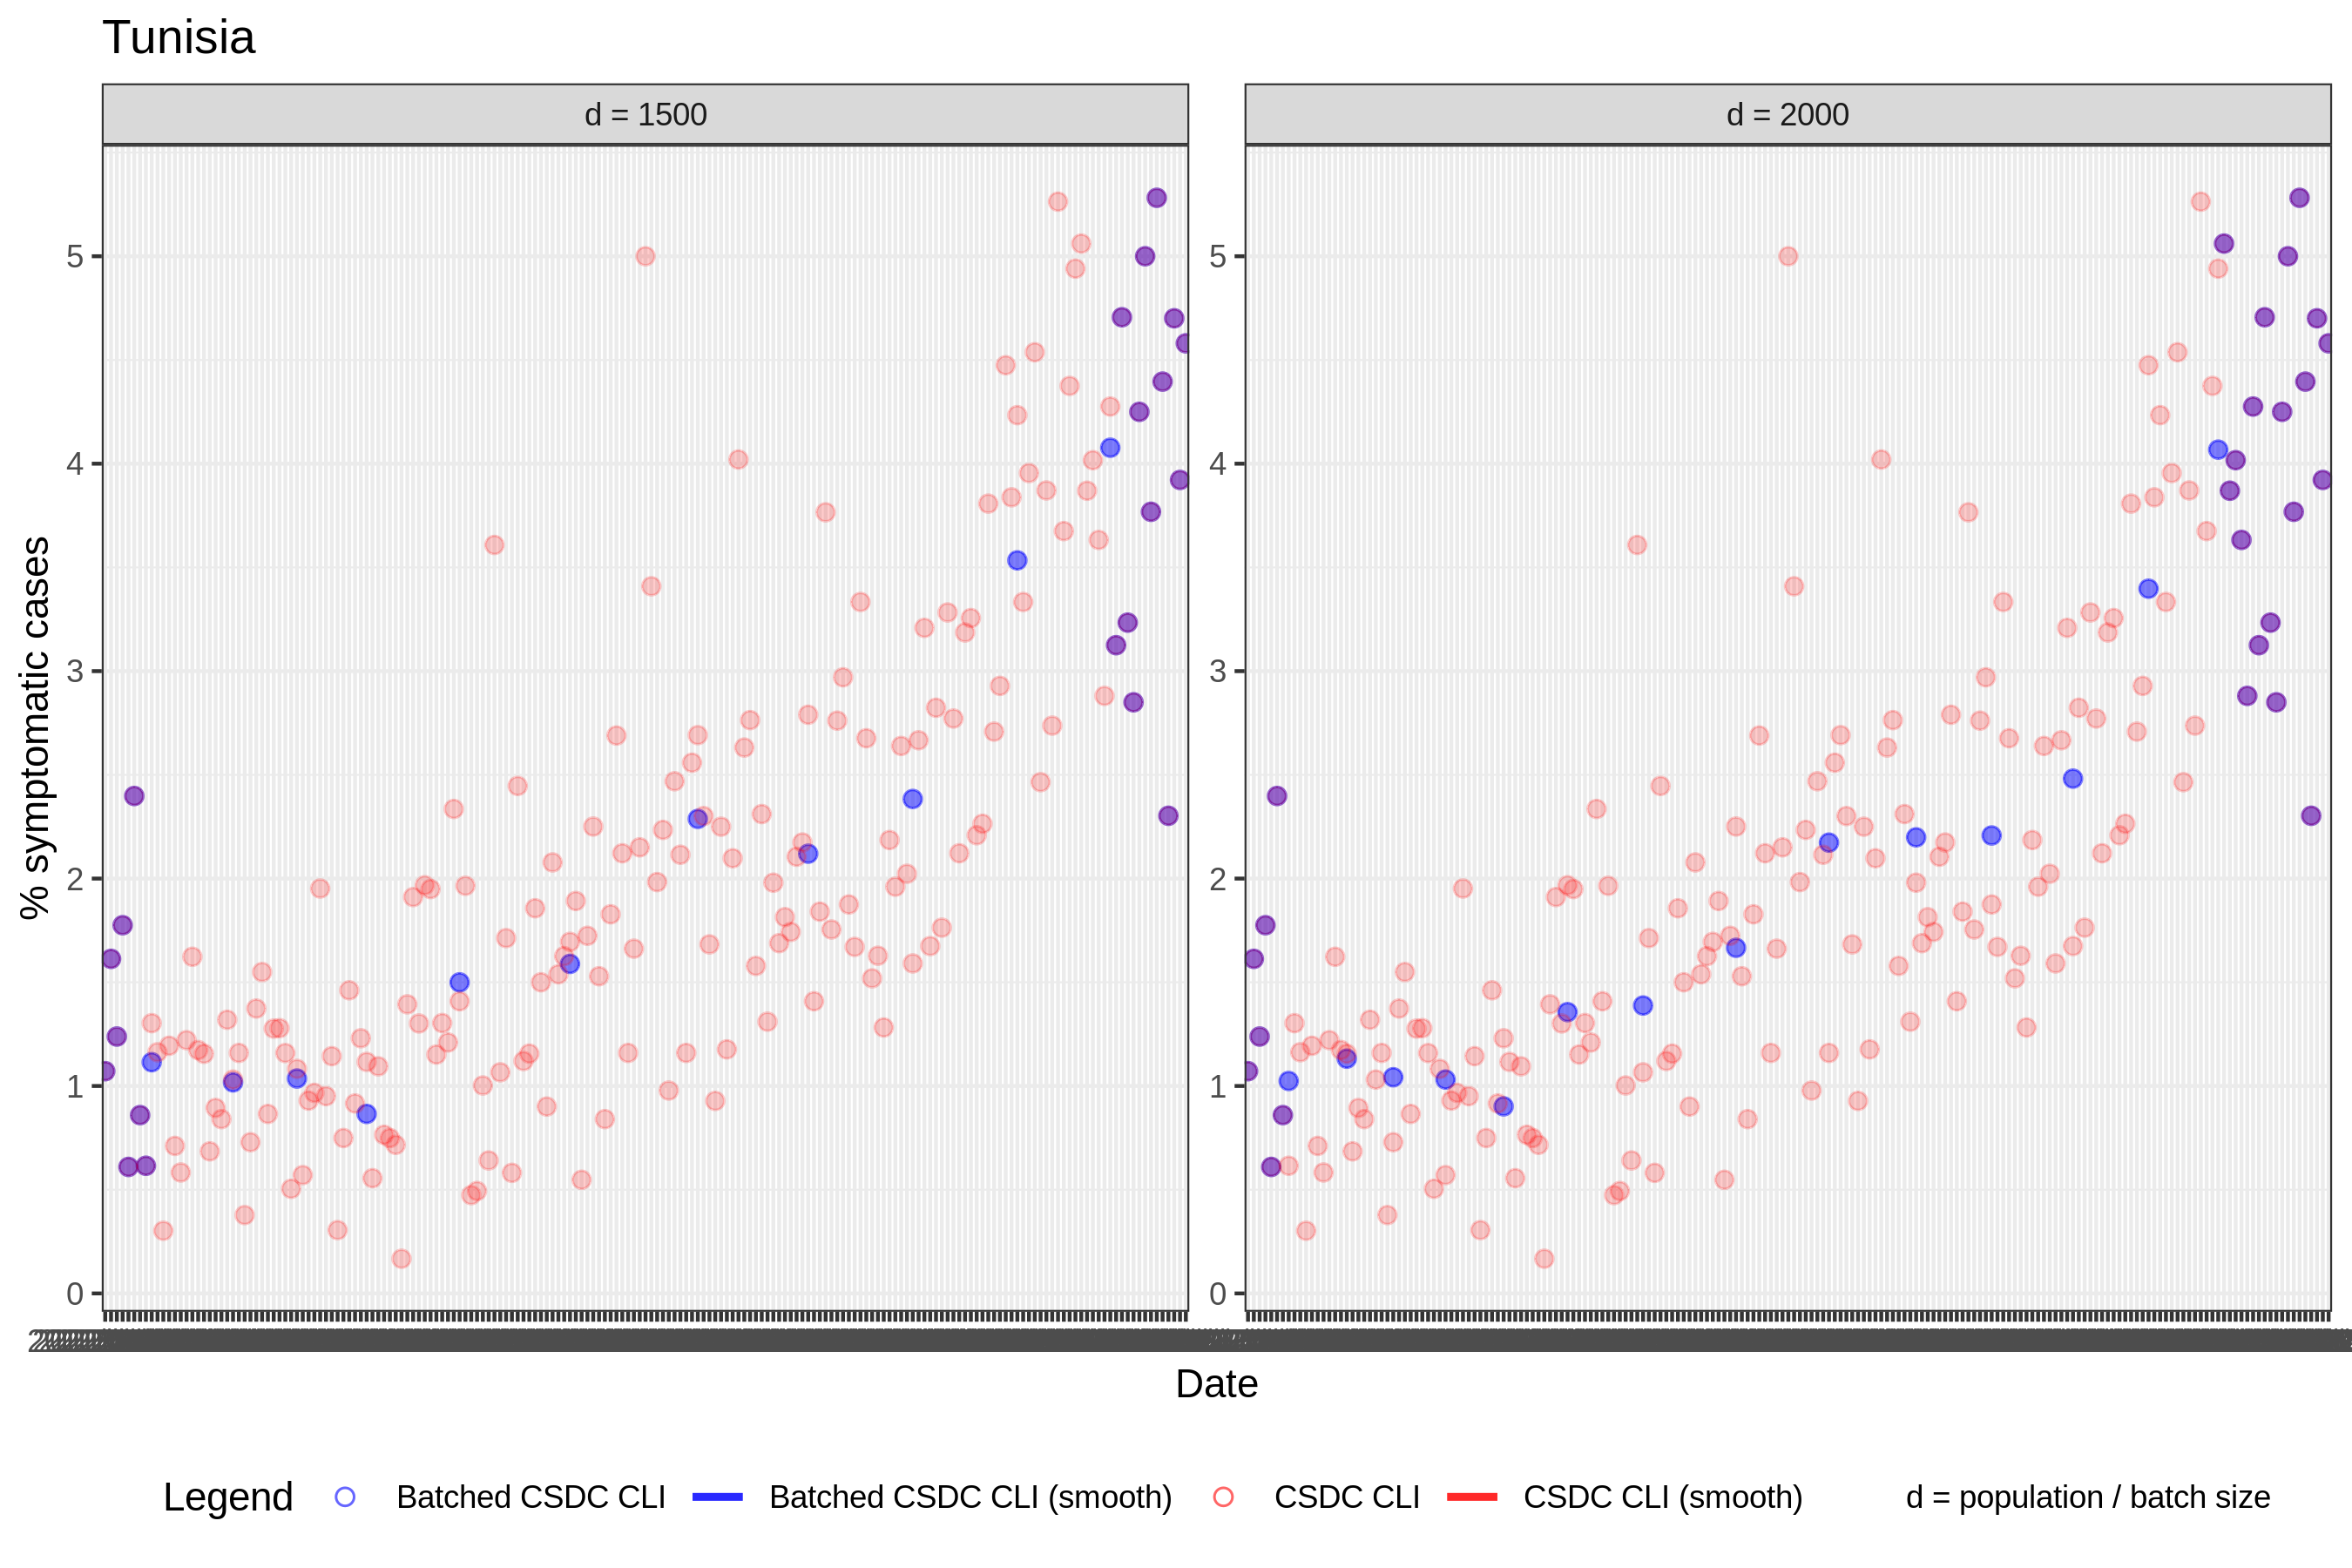 Tunisia
d = 1500
d = 2000
5
4
3
2
1
0
5
4
3
2
1
0
% symptomatic cases
Date
Legend
Batched CSDC CLI
Batched CSDC CLI (smooth)
CSDC CLI
CSDC CLI (smooth)
d = population / batch size